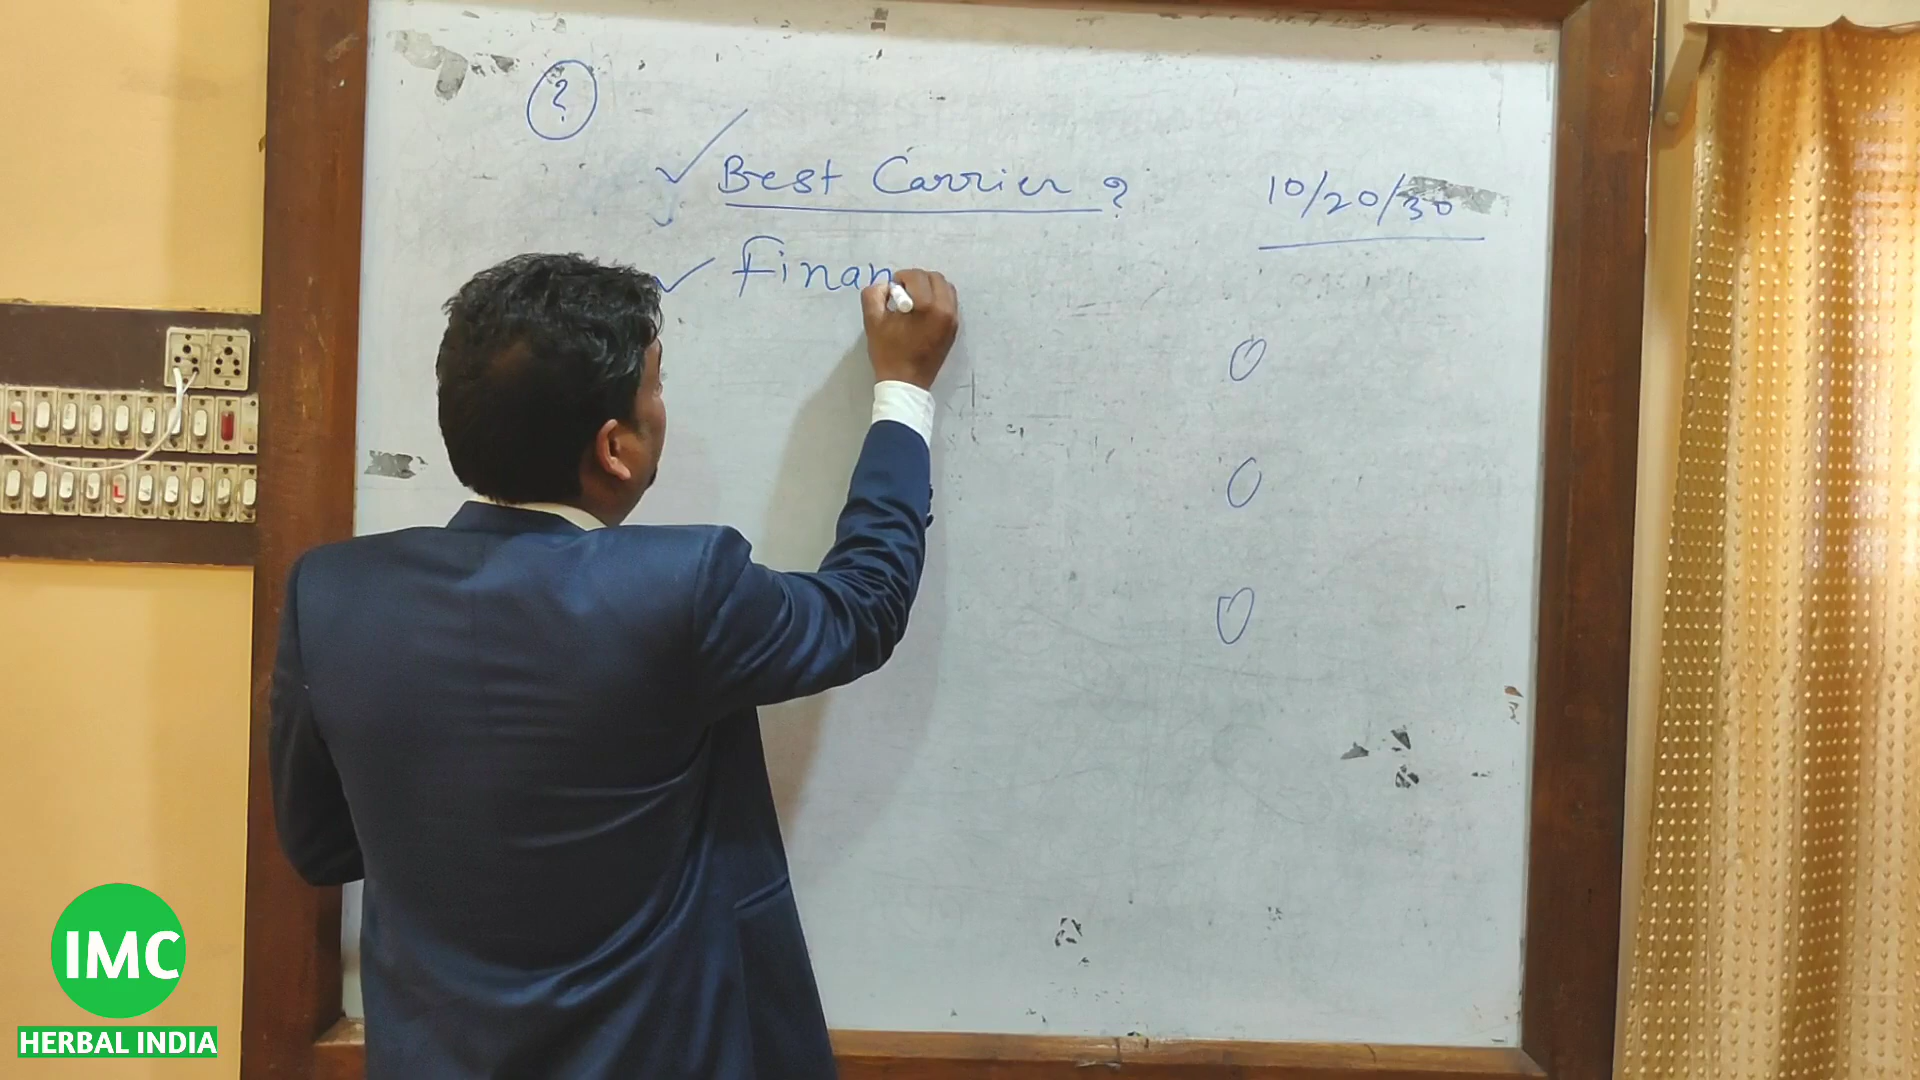 ?
Best Carrier ?
10/20/30
Finan
IMC
HERBAL INDIA